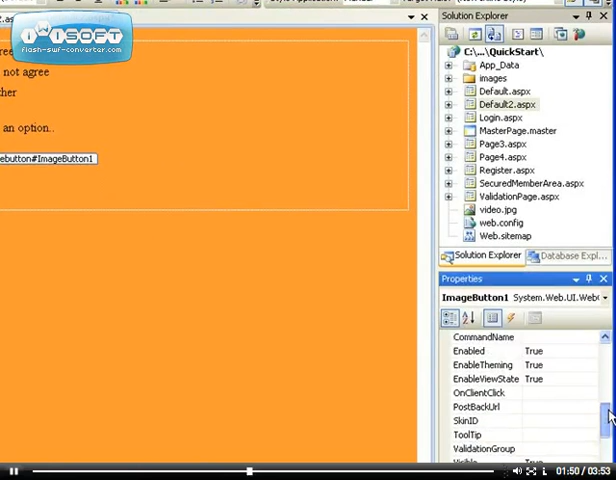 iWiSOFT
flash-swf-converter.com
Solution Explorer
C:\...\QuickStart\
App_Data
images
Default.aspx
Default2.aspx
Login.aspx
MasterPage.master
Page3.aspx
Page4.aspx
Register.aspx
SecuredMemberArea.aspx
ValidationPage.aspx
video.jpg
web.config
Web.sitemap
not agree
an option..
ebutton#ImageButton1
Solution Explorer Database Expl...
Properties
ImageButton1 System.Web.UI.Web
CommandName
Enabled True
EnableTheming True
EnableViewState True
OnClientClick
PostBackUrl
SkinID
ToolTip
ValidationGroup
Visible True
01:50 / 03:53